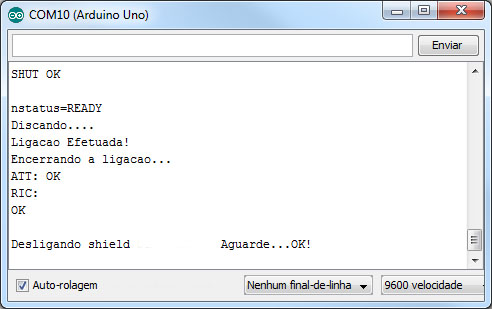 COM10 (Arduino Uno)
Enviar
SHUT OK
nstatus=READY
Discando....
Ligacao Efetuada!
Encerrando a ligacao...
ATT: OK
RIC:
OK
Desligando shield Aguarde...OK!
Auto-rolagem Nenhum final-de-linha 9600 velocidade